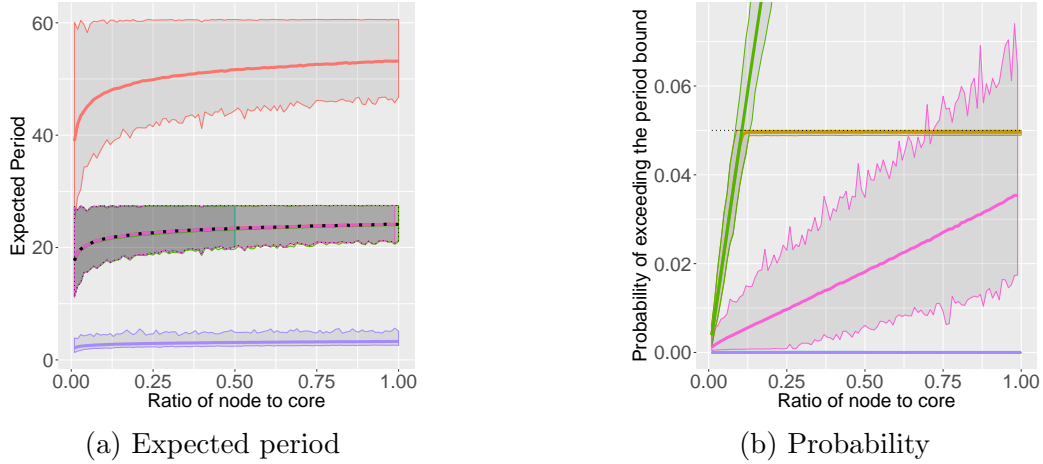 60
40
20
0
Expected Period
0.00 0.25 0.50 0.75 1.00
Ratio of node to core
(a) Expected period
0.06
0.04
0.02
0.00
Probability of exceeding the period bound
0.00 0.25 0.50 0.75 1.00
Ratio of node to core
(b) Probability